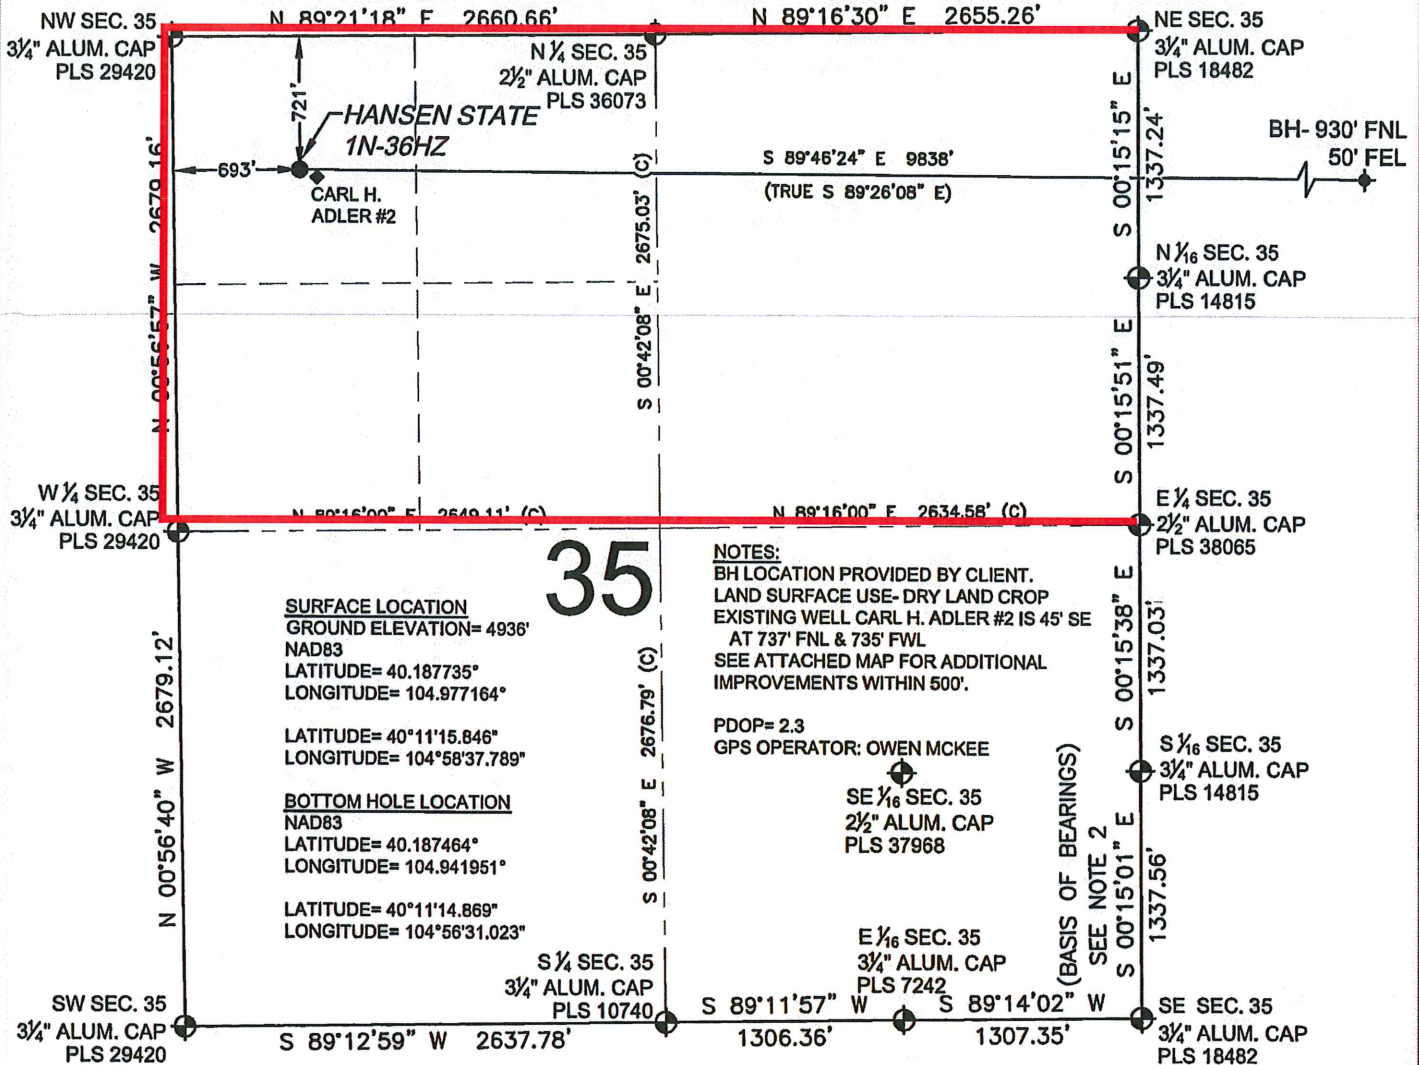 N 89°21'18" E 2660.66'
N 89°16'30" E 2655.26'
NW SEC. 35
3¼" ALUM. CAP
PLS 29420
N ¼ SEC. 35
2½" ALUM. CAP
PLS 36073
NE SEC. 35
3¼" ALUM. CAP
PLS 18482
721'
HANSEN STATE
1N-36HZ
693'
CARL H.
ADLER #2
S 89°46'24" E 9838'
(TRUE S 89°26'08" E)
BH- 930' FNL
50' FEL
S 00°15'15" E
1337.24'
N 00°56'57" W 2679.16'
S 00°42'08" E 2675.03' (C)
N 1⁄16 SEC. 35
3¼" ALUM. CAP
PLS 14815
S 00°15'51" E
1337.49'
W ¼ SEC. 35
3¼" ALUM. CAP
PLS 29420
N 89°16'00" E 2649.11' (C)
N 89°16'00" E 2634.58' (C)
E ¼ SEC. 35
2½" ALUM. CAP
PLS 38065
35
NOTES:
BH LOCATION PROVIDED BY CLIENT.
LAND SURFACE USE- DRY LAND CROP
EXISTING WELL CARL H. ADLER #2 IS 45' SE
AT 737' FNL & 735' FWL
SEE ATTACHED MAP FOR ADDITIONAL
IMPROVEMENTS WITHIN 500'.
PDOP= 2.3
GPS OPERATOR: OWEN MCKEE
SURFACE LOCATION
GROUND ELEVATION= 4936'
NAD83
LATITUDE= 40.187735°
LONGITUDE= 104.977164°
LATITUDE= 40°11'15.846"
LONGITUDE= 104°58'37.789"
BOTTOM HOLE LOCATION
NAD83
LATITUDE= 40.187464°
LONGITUDE= 104.941951°
LATITUDE= 40°11'14.869"
LONGITUDE= 104°56'31.023"
N 00°56'40" W 2679.12'
S 00°42'08" E 2676.79' (C)
S 00°15'38" E
1337.03'
SE 1⁄16 SEC. 35
2½" ALUM. CAP
PLS 37968
S 1⁄16 SEC. 35
3¼" ALUM. CAP
PLS 14815
(BASIS OF BEARINGS)
SEE NOTE 2
S 00°15'01" E
1337.56'
E 1⁄16 SEC. 35
3¼" ALUM. CAP
PLS 7242
S ¼ SEC. 35
3¼" ALUM. CAP
PLS 10740
SW SEC. 35
3¼" ALUM. CAP
PLS 29420
S 89°12'59" W 2637.78'
S 89°11'57" W
1306.36'
S 89°14'02" W
1307.35'
SE SEC. 35
3¼" ALUM. CAP
PLS 18482